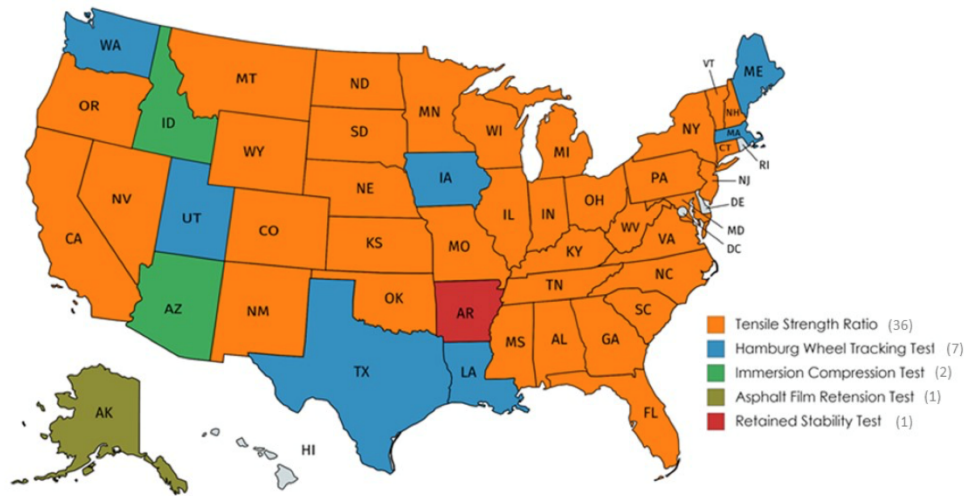 WA
MT
ND
MN
VT
ME
OR
ID
SD
WI
MI
NY
NH
MA
CT
RI
WY
IA
NE
PA
NJ
NV
UT
CO
IL
IN
OH
DE
CA
KS
MO
WV
VA
MD
DC
KY
AZ
NM
OK
AR
TN
NC
SC
MS
AL
GA
TX
LA
FL
AK
HI
Tensile Strength Ratio (36)
Hamburg Wheel Tracking Test (7)
Immersion Compression Test (2)
Asphalt Film Retension Test (1)
Retained Stability Test (1)